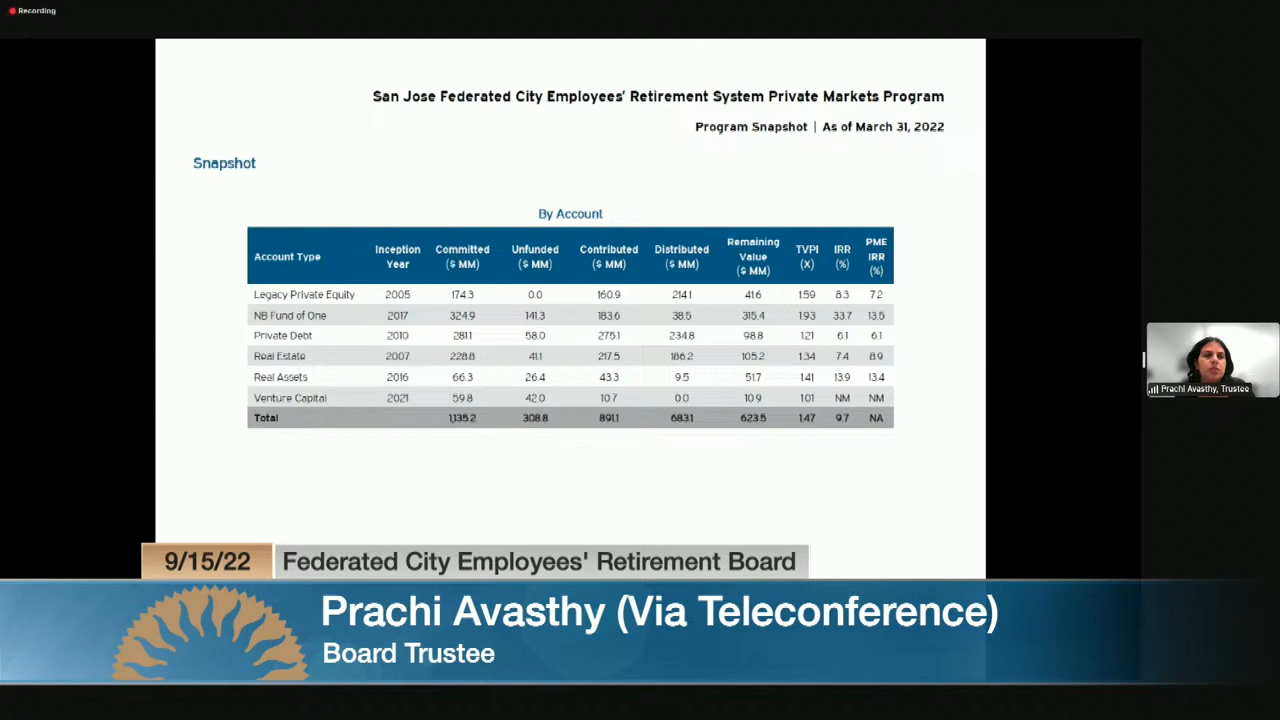 Recording
San Jose Federated City Employees' Retirement System Private Markets Program
Program Snapshot | As of March 31, 2022
Snapshot
By Account
Account Type Inception Year Committed ($ MM) Unfunded ($ MM) Contributed ($ MM) Distributed ($ MM) Remaining Value ($ MM) TVPI (X) IRR (%) PME IRR (%)
Legacy Private Equity 2005 174.3 0.0 160.9 214.1 41.6 1.59 8.3 7.2
NB Fund of One 2017 324.9 141.3 183.6 38.5 315.4 1.93 33.7 13.5
Private Debt 2010 281.1 58.0 275.1 234.8 98.8 1.21 6.1 6.1
Real Estate 2007 228.8 41.1 217.5 186.2 105.2 1.34 7.4 8.9
Real Assets 2016 66.3 26.4 43.3 9.5 51.7 1.41 13.9 13.4
Venture Capital 2021 59.8 42.0 10.7 0.0 10.9 1.01 NM NM
Total 1,135.2 308.8 891.1 683.1 623.5 1.47 9.7 NA
Prachi Avasthy, Trustee
9/15/22 Federated City Employees' Retirement Board
Prachi Avasthy (Via Teleconference)
Board Trustee